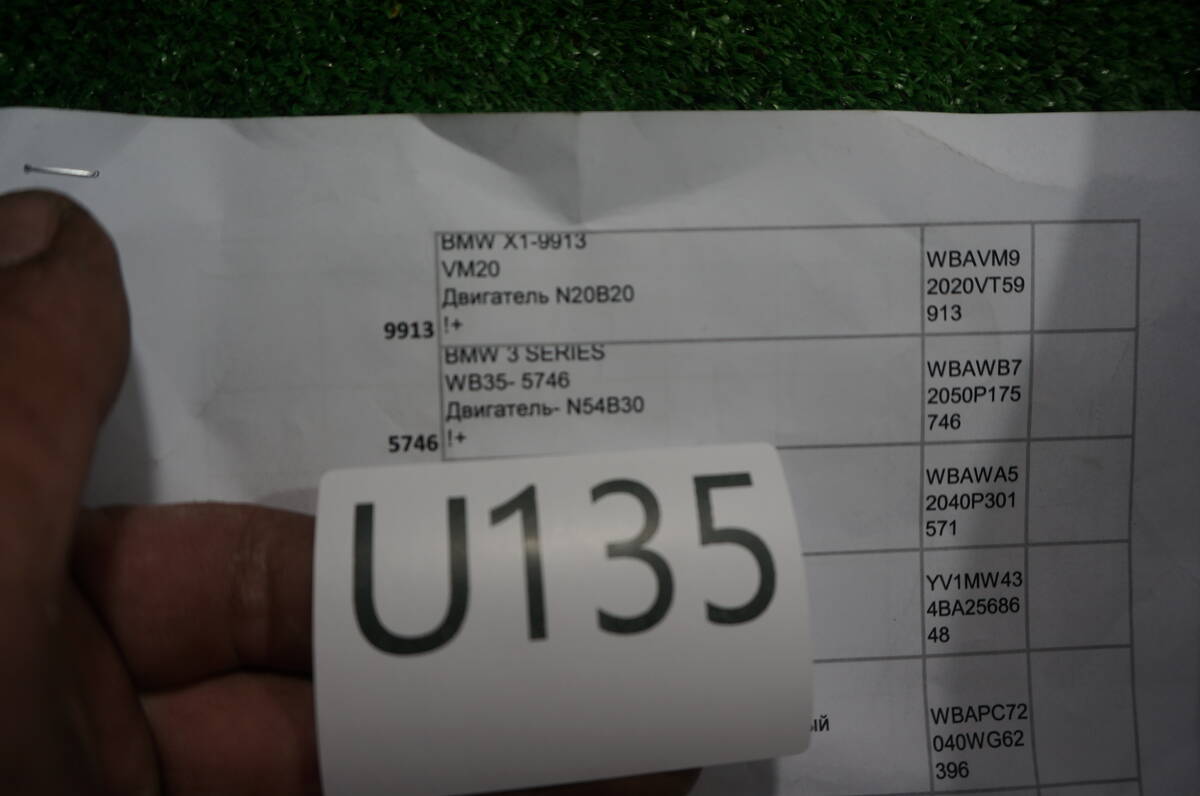 BMW X1-9913
VM20
Двигатель N20B20
9913 !+
WBAVM9
2020VT59
913
BMW 3 SERIES
WB35- 5746
Двигатель- N54B30
5746 !+
WBAWB7
2050P175
746
U135
WBAWA5
2040P301
571
YV1MW43
4BA25686
48
ый
WBAPC72
040WG62
396